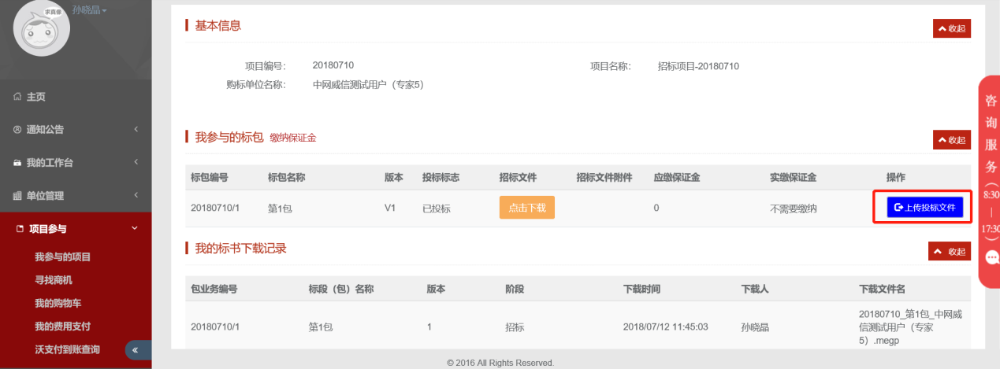 求真像
孙晓晶
主页
通知公告
我的工作台
单位管理
项目参与
我参与的项目
寻找商机
我的购物车
我的费用支付
沃支付到账查询
基本信息
收起
项目编号: 20180710 项目名称: 招标项目-20180710
购标单位名称: 中网威信测试用户（专家5）
我参与的标包 缴纳保证金
收起
标包编号 标包名称 版本 投标标志 招标文件 招标文件附件 应缴保证金 实缴保证金 操作
20180710/1 第1包 V1 已投标 点击下载 0 不需要缴纳 上传投标文件
我的标书下载记录
收起
包业务编号 标段（包）名称 版本 阶段 下载时间 下载人 下载文件名
20180710/1 第1包 1 招标 2018/07/12 11:45:03 孙晓晶 20180710_第1包_中网威
信测试用户（专家
5）.megp
© 2016 All Rights Reserved.
咨
询
服
务
8:30
|
17:30